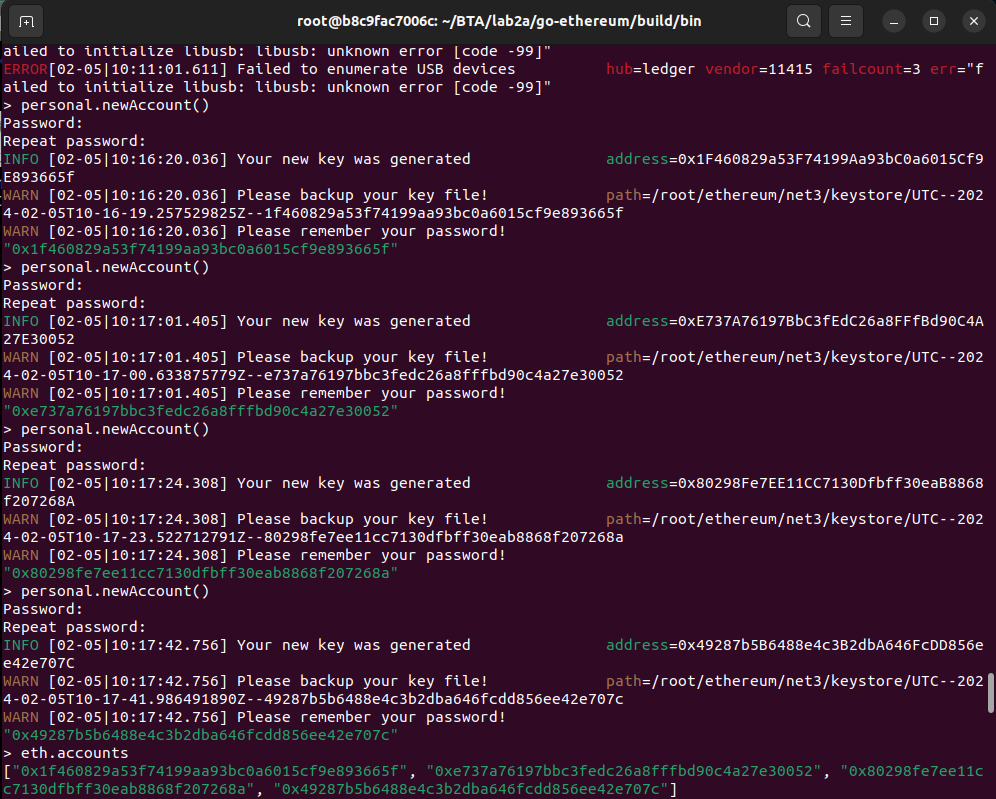 root@b8c9fac7006c: ~/BTA/lab2a/go-ethereum/build/bin
ailed to initialize libusb: libusb: unknown error [code -99]"
ERROR[02-05|10:11:01.611] Failed to enumerate USB devices hub=ledger vendor=11415 failcount=3 err="f
ailed to initialize libusb: libusb: unknown error [code -99]"
> personal.newAccount()
Password:
Repeat password:
INFO [02-05|10:16:20.036] Your new key was generated address=0x1F460829a53F74199Aa93bC0a6015Cf9
E893665f
WARN [02-05|10:16:20.036] Please backup your key file! path=/root/ethereum/net3/keystore/UTC--202
4-02-05T10-16-19.257529825Z--1f460829a53f74199aa93bc0a6015cf9e893665f
WARN [02-05|10:16:20.036] Please remember your password!
"0x1f460829a53f74199aa93bc0a6015cf9e893665f"
> personal.newAccount()
Password:
Repeat password:
INFO [02-05|10:17:01.405] Your new key was generated address=0xE737A76197BbC3fEdC26a8FFfBd90C4A
27E30052
WARN [02-05|10:17:01.405] Please backup your key file! path=/root/ethereum/net3/keystore/UTC--202
4-02-05T10-17-00.633875779Z--e737a76197bbc3fedc26a8fffbd90c4a27e30052
WARN [02-05|10:17:01.405] Please remember your password!
"0xe737a76197bbc3fedc26a8fffbd90c4a27e30052"
> personal.newAccount()
Password:
Repeat password:
INFO [02-05|10:17:24.308] Your new key was generated address=0x80298Fe7EE11CC7130Dfbff30eaB8868
f207268A
WARN [02-05|10:17:24.308] Please backup your key file! path=/root/ethereum/net3/keystore/UTC--202
4-02-05T10-17-23.522712791Z--80298fe7ee11cc7130dfbff30eab8868f207268a
WARN [02-05|10:17:24.308] Please remember your password!
"0x80298fe7ee11cc7130dfbff30eab8868f207268a"
> personal.newAccount()
Password:
Repeat password:
INFO [02-05|10:17:42.756] Your new key was generated address=0x49287b5B6488e4c3B2dbA646FcDD856e
e42e707C
WARN [02-05|10:17:42.756] Please backup your key file! path=/root/ethereum/net3/keystore/UTC--202
4-02-05T10-17-41.986491890Z--49287b5b6488e4c3b2dba646fcdd856ee42e707c
WARN [02-05|10:17:42.756] Please remember your password!
"0x49287b5b6488e4c3b2dba646fcdd856ee42e707c"
> eth.accounts
["0x1f460829a53f74199aa93bc0a6015cf9e893665f", "0xe737a76197bbc3fedc26a8fffbd90c4a27e30052", "0x80298fe7ee11c
c7130dfbff30eab8868f207268a", "0x49287b5b6488e4c3b2dba646fcdd856ee42e707c"]